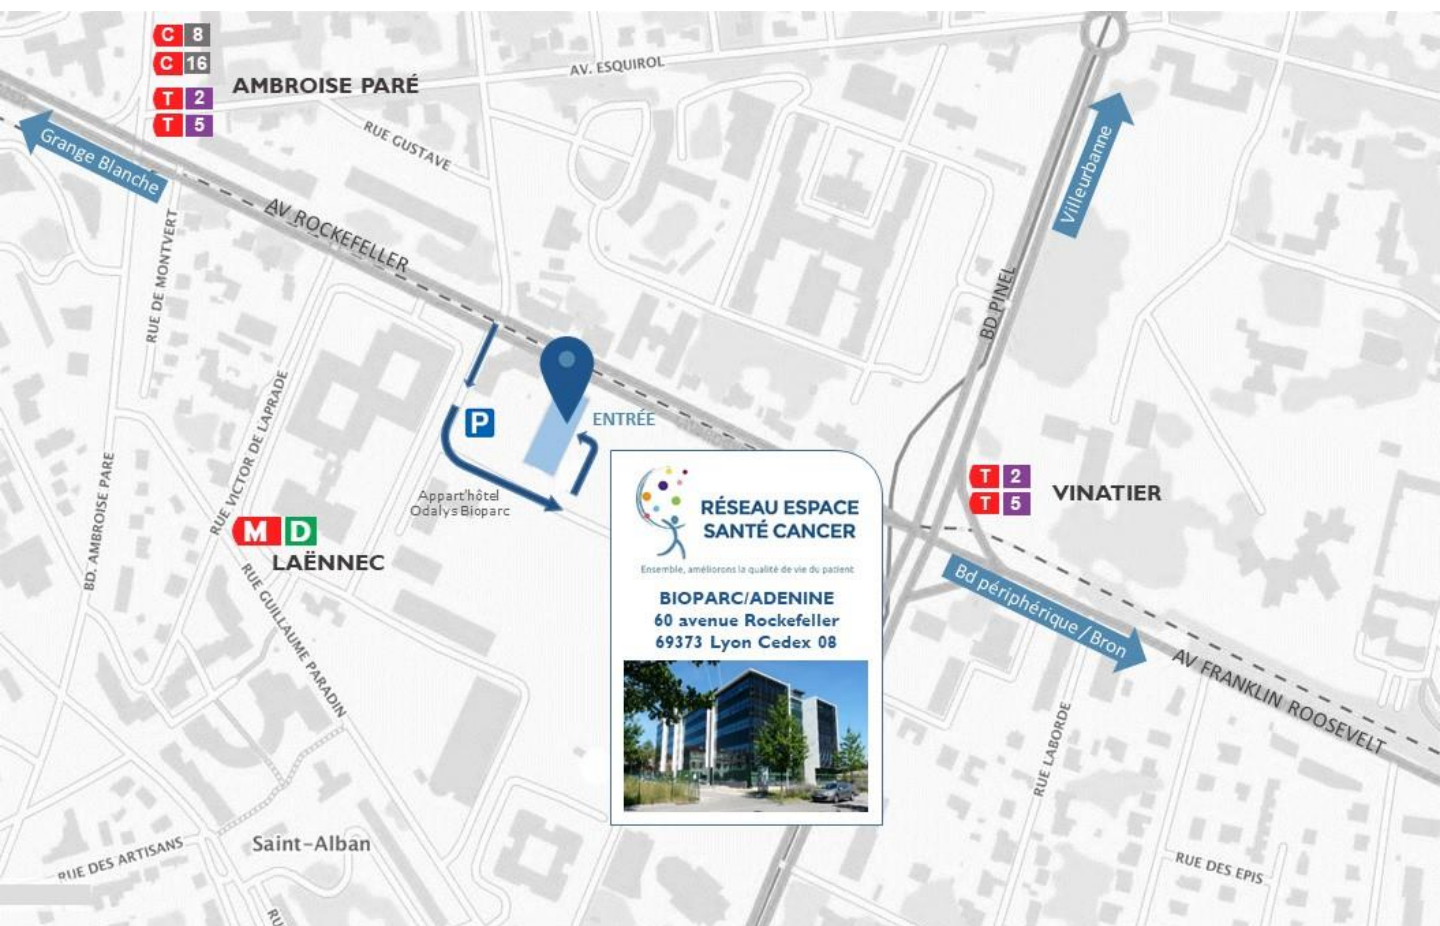 C 8
C 16
T 2
T 5
AMBROISE PARÉ
AV. ESQUIROL
RUE GUSTAVE
Grange Blanche
Villeurbanne
AV ROCKEFELLER
RUE DE MONTVERT
BD PINEL
P
ENTRÉE
RUE VICTOR DE LAPRADE
BD. AMBROISE PARE
Appart'hôtel
Odalys Bioparc
M D
LAËNNEC
T 2
T 5
VINATIER
RÉSEAU ESPACE
SANTÉ CANCER
Ensemble, améliorons la qualité de vie du patient
BIOPARC/ADENINE
60 avenue Rockefeller
69373 Lyon Cedex 08
Bd périphérique / Bron
RUE GUILLAUME PARADIN
AV FRANKLIN ROOSEVELT
RUE LABORDE
Saint-Alban
RUE DES ARTISANS
RUE DES EPIS
RU